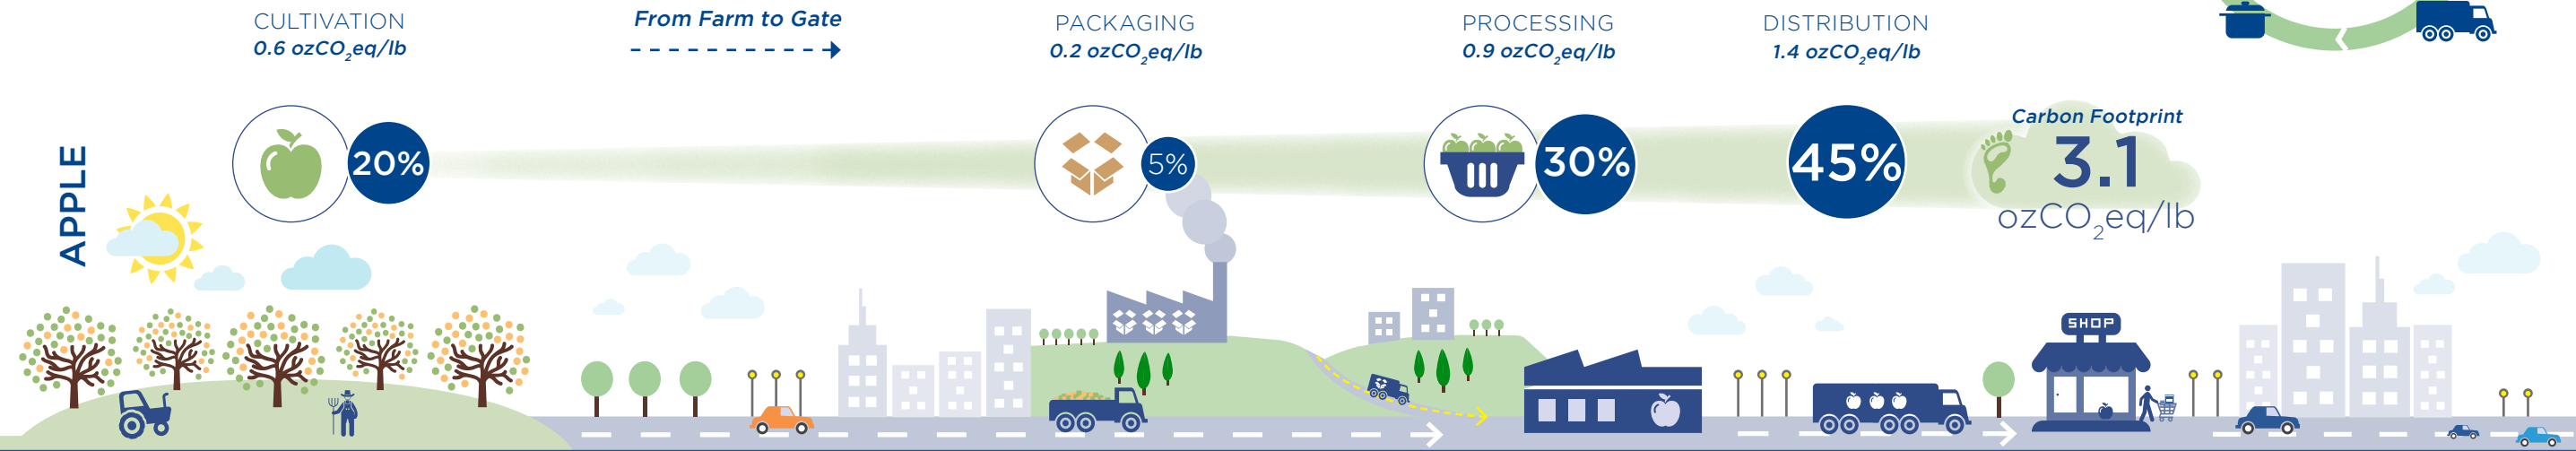 CULTIVATION
0.6 ozCO₂eq/lb
From Farm to Gate
PACKAGING
0.2 ozCO₂eq/lb
PROCESSING
0.9 ozCO₂eq/lb
DISTRIBUTION
1.4 ozCO₂eq/lb
APPLE
20%
5%
30%
45%
Carbon Footprint
3.1
ozCO₂eq/lb
SHOP